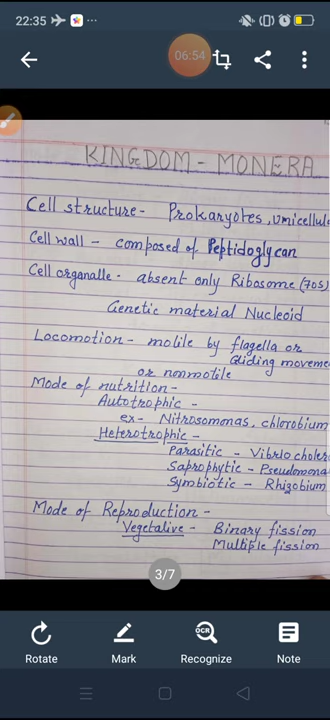 22:35
06:54
KINGDOM - MONERA
Cell structure - Prokaryotes, unicellul
Cell wall - composed of Peptidoglycan
Cell organalle - absent only Ribosome (70s)
Genetic material Nucleoid
Locomotion - motile by flagella or
Gliding moveme
or nonmotile
Mode of nutrition -
Autotrophic -
ex - Nitrosomonas, chlorobium
Heterotrophic -
Parasitic - Vibrio choler
Saprophytic - Pseudomona
Symbiotic - Rhizobium
Mode of Reproduction -
Vegetalive - Binary fission
Multiple fission
3/7
Rotate Mark OCR Recognize Note